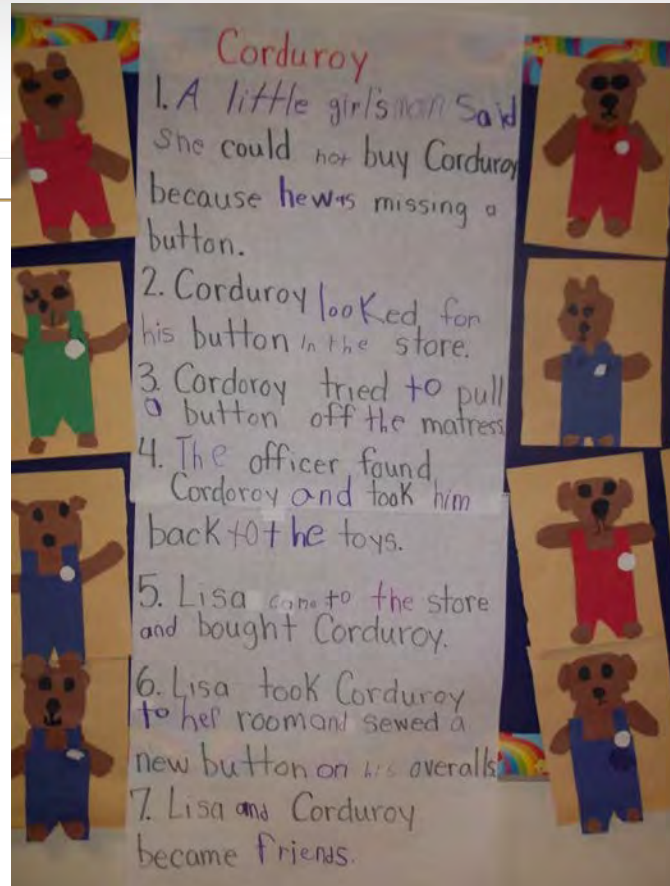 Corduroy
1. A little girl's mom said
She could not buy Corduroy
because he was missing a
button.
2. Corduroy looked for
his button in the store.
3. Cordoroy tried to pull
a button off the matress
4. The officer found
Cordoroy and took him
back to the toys.
5. Lisa came to the store
and bought Corduroy.
6. Lisa took Corduroy
to her room and sewed a
new button on his overalls
7. Lisa and Corduroy
became friends.